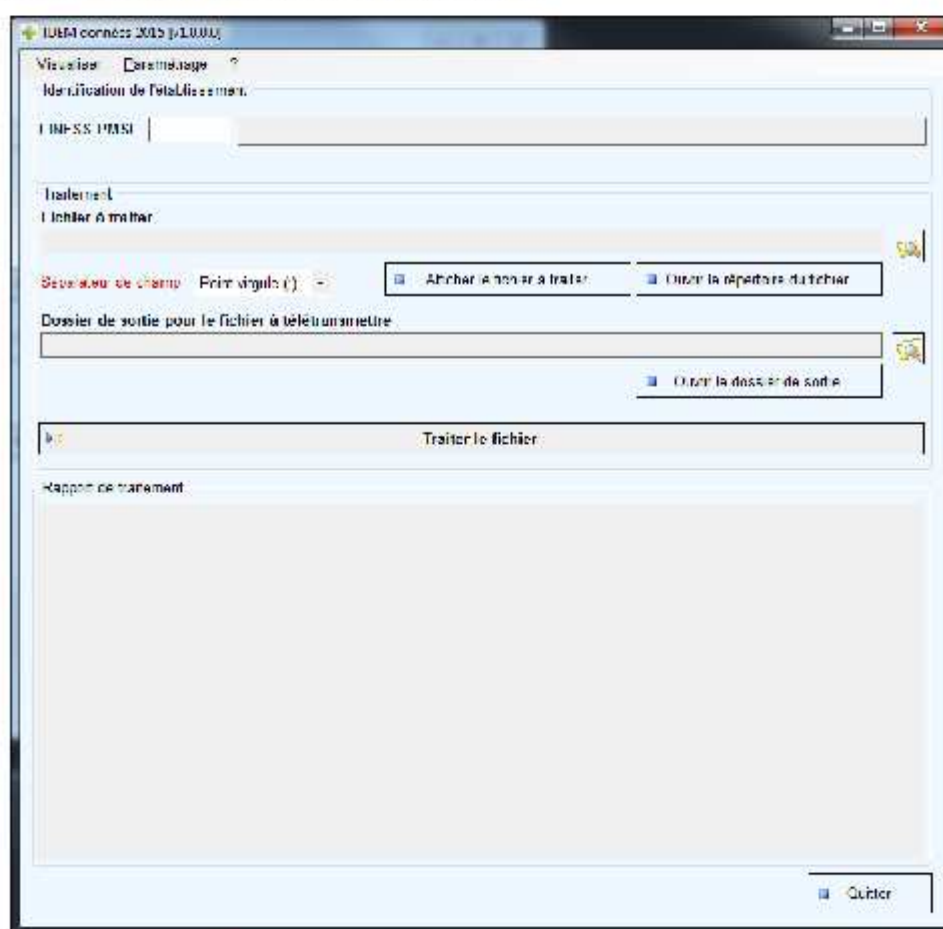 IDEM données 2015 [v1.0.0.0]
Visualiser Paramétrage ?
Identification de l'établissement
FINESS PMSI
Traitement
Fichier à traiter
Séparateur de champ Point virgule (;)
Afficher le fichier à traiter Ouvrir le répertoire du fichier
Dossier de sortie pour le fichier à télétransmettre
Ouvrir le dossier de sortie
Traiter le fichier
Rapport de traitement
Quitter